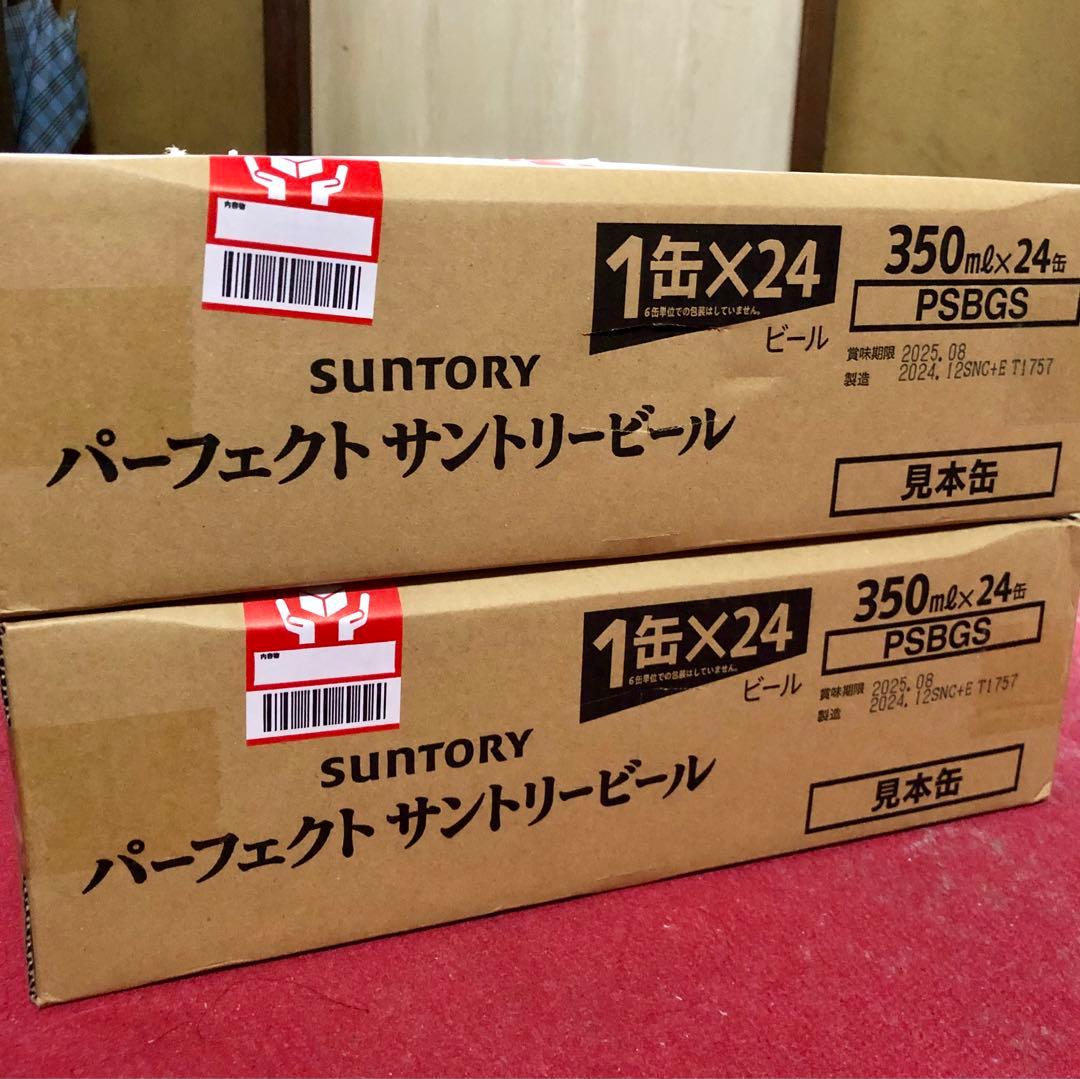 内容物
1缶×24
6缶単位での包装はしていません。
ビール
350ml×24缶
PSBGS
賞味期限 2025.08
製造 2024.12SNC+E T1757
SUNTORY
パーフェクト サントリービール
見本缶
内容物
1缶×24
6缶単位での包装はしていません。
ビール
350ml×24缶
PSBGS
賞味期限 2025.08
製造 2024.12SNC+E T1757
SUNTORY
パーフェクト サントリービール
見本缶